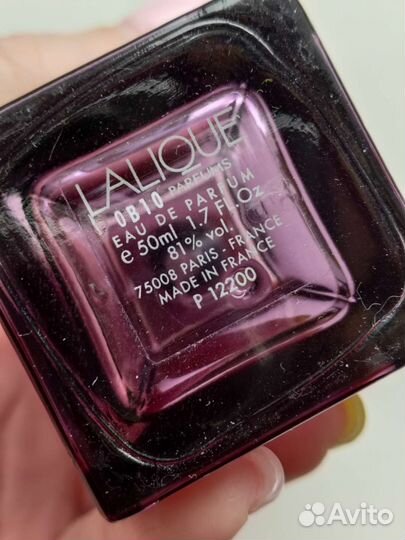 LALIQUE
0B10 PARFUMS
EAU DE PARFUM
e 50ml 1.7 Fl.Oz
81% vol.
75008 PARIS - FRANCE
MADE IN FRANCE
P 12200
Avito